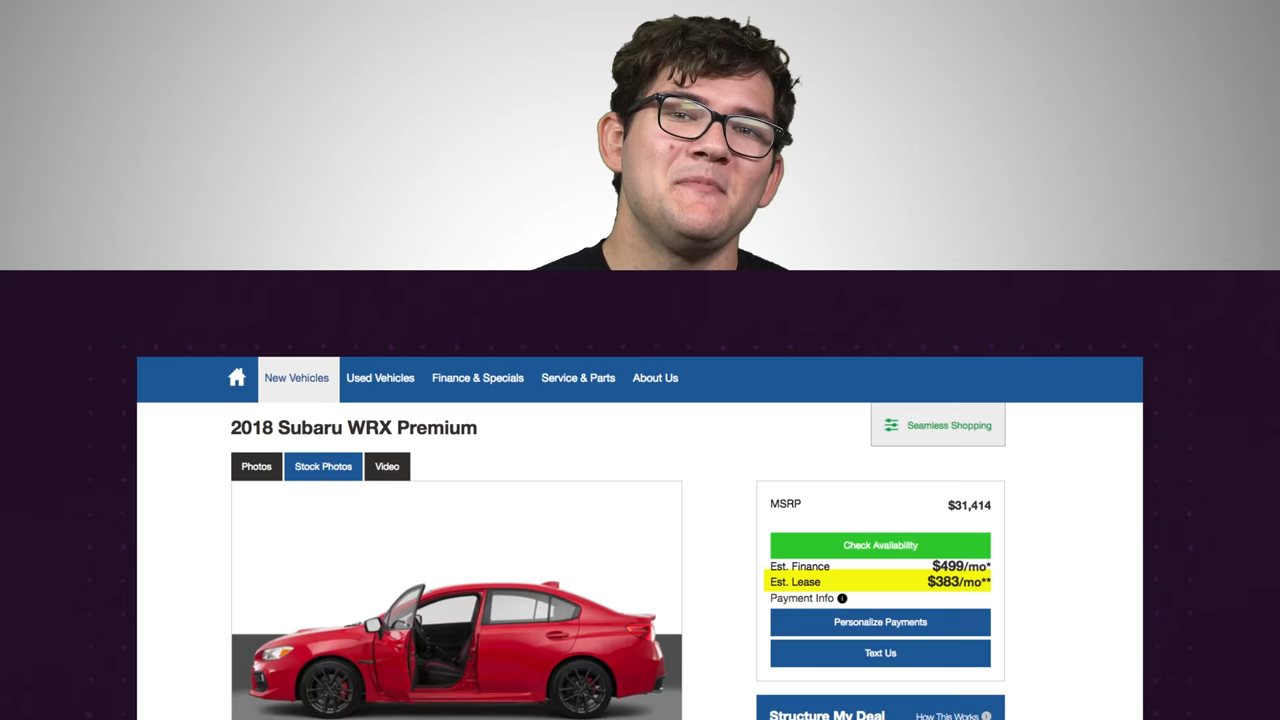 New Vehicles Used Vehicles Finance & Specials Service & Parts About Us
2018 Subaru WRX Premium
Seamless Shopping
Photos Stock Photos Video
MSRP $31,414
Check Availability
Est. Finance $499/mo*
Est. Lease $383/mo**
Payment Info
Personalize Payments
Text Us
Structure My Deal How This Works